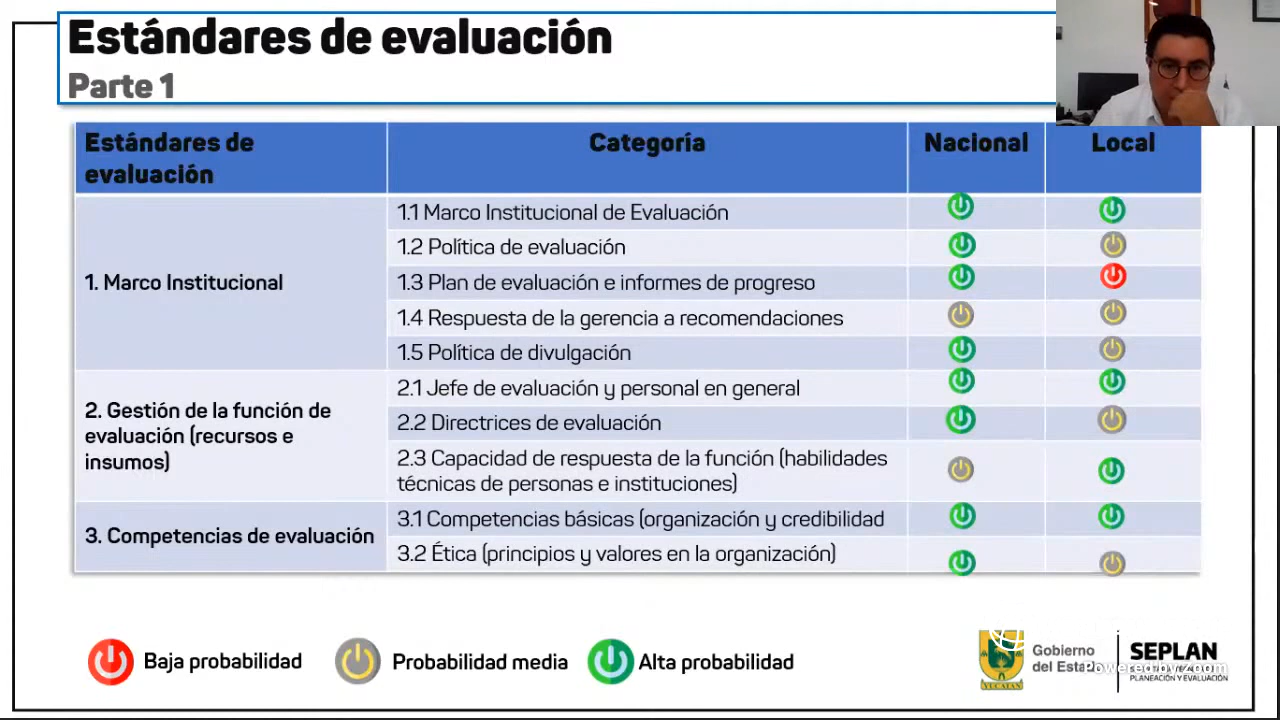 Estándares de evaluación
Parte 1
Estándares de
evaluación
Categoría
Nacional
Local
1. Marco Institucional
1.1 Marco Institucional de Evaluación
1.2 Política de evaluación
1.3 Plan de evaluación e informes de progreso
1.4 Respuesta de la gerencia a recomendaciones
1.5 Política de divulgación
2. Gestión de la función de
evaluación (recursos e
insumos)
2.1 Jefe de evaluación y personal en general
2.2 Directrices de evaluación
2.3 Capacidad de respuesta de la función (habilidades
técnicas de personas e instituciones)
3. Competencias de evaluación
3.1 Competencias básicas (organización y credibilidad
3.2 Ética (principios y valores en la organización)
Baja probabilidad
Probabilidad media
Alta probabilidad
YUCATÁN
Gobierno
del Estado
SEPLAN
PLANEACIÓN Y EVALUACIÓN
Powered by zoom